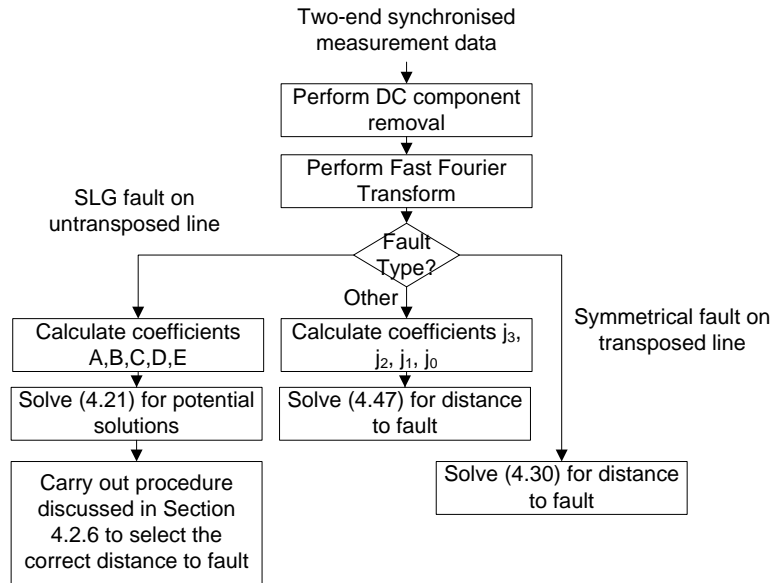 Two-end synchronised
measurement data
Perform DC component
removal
Perform Fast Fourier
Transform
SLG fault on
untransposed line
Fault
Type?
Other
Symmetrical fault on
transposed line
Calculate coefficients
A,B,C,D,E
Calculate coefficients j₃,
j₂, j₁, j₀
Solve (4.21) for potential
solutions
Solve (4.47) for distance
to fault
Solve (4.30) for distance
to fault
Carry out procedure
discussed in Section
4.2.6 to select the
correct distance to fault